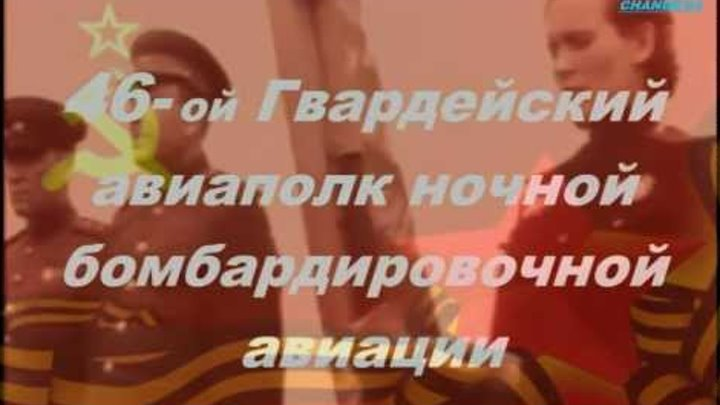 46-ой Гвардейский
авиаполк ночной
бомбардировочной
авиации